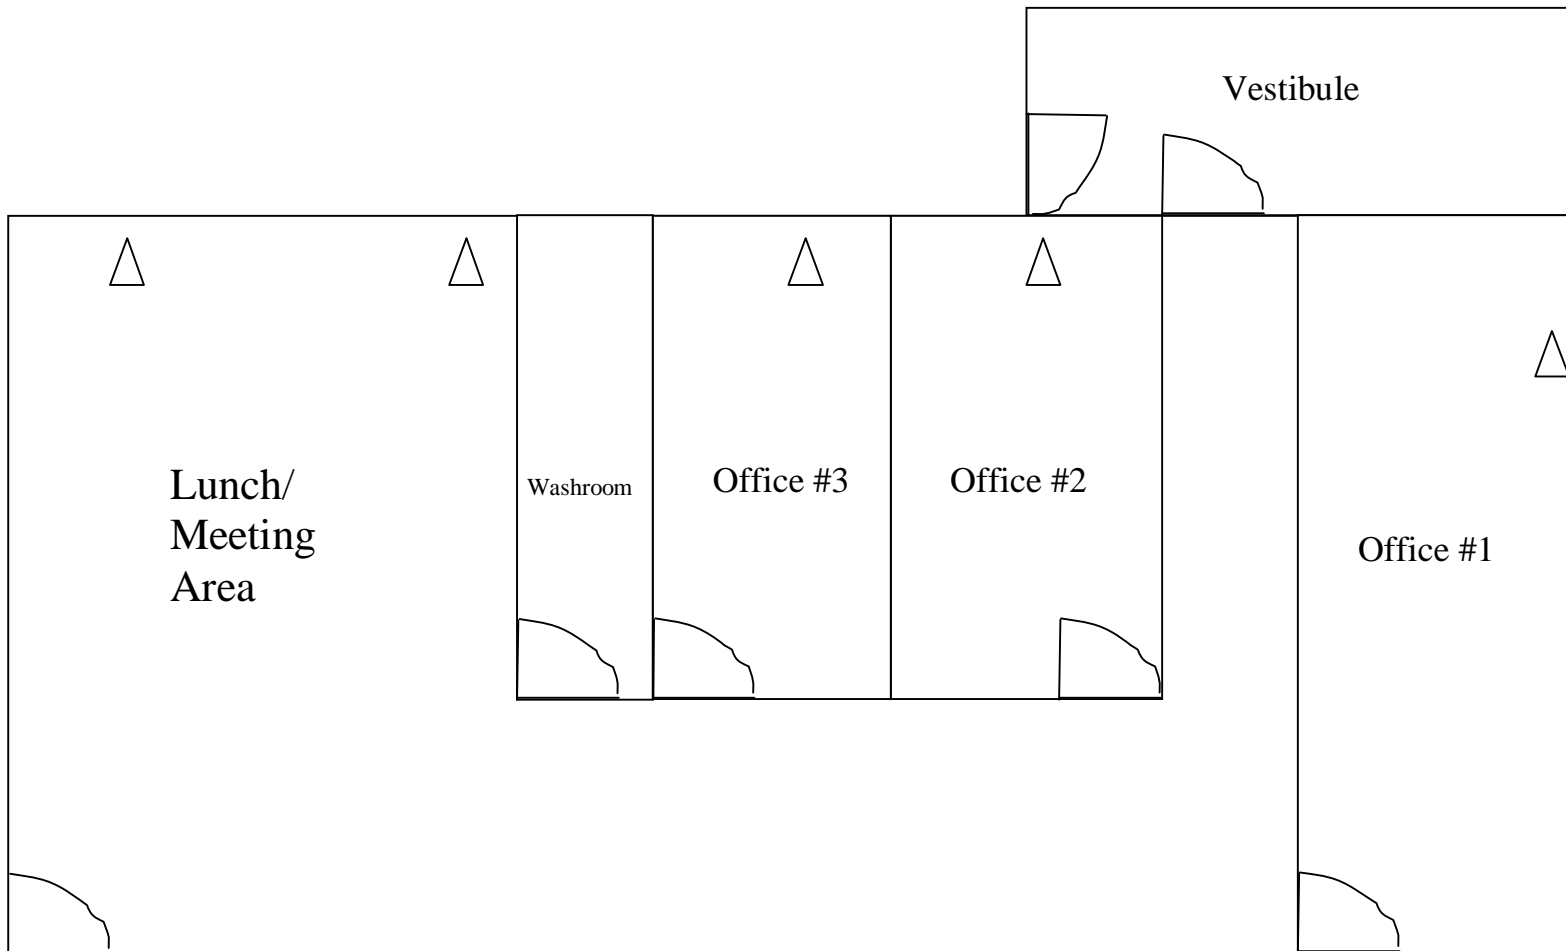 Vestibule
Lunch/
Meeting
Area
Washroom
Office #3
Office #2
Office #1